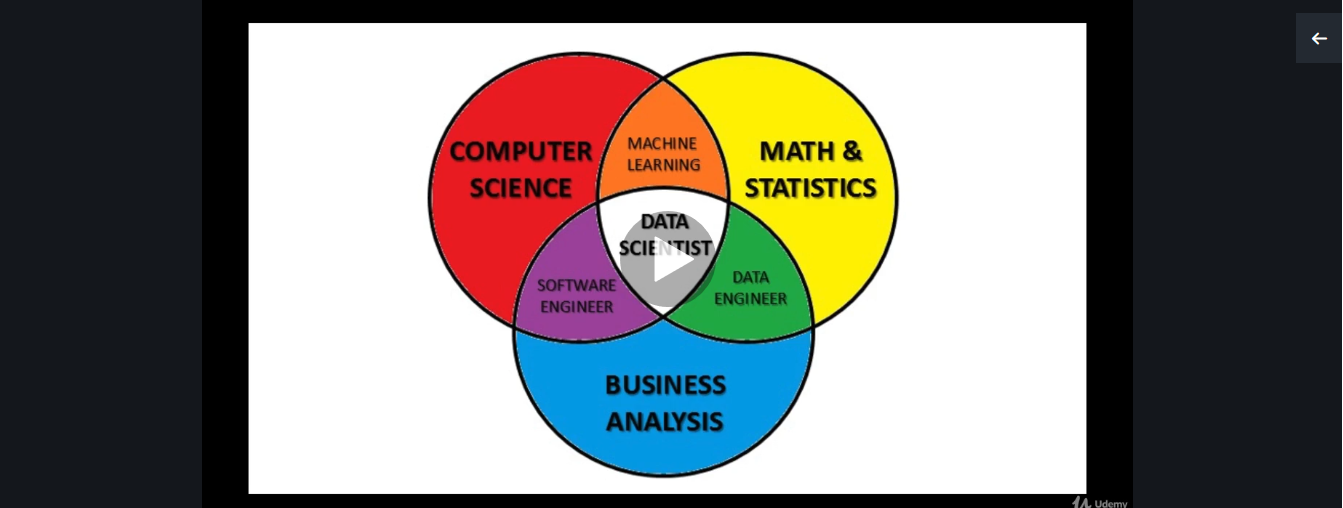 COMPUTER
SCIENCE
MACHINE
LEARNING
MATH &
STATISTICS
DATA
SCIENTIST
SOFTWARE
ENGINEER
DATA
ENGINEER
BUSINESS
ANALYSIS
Udemy